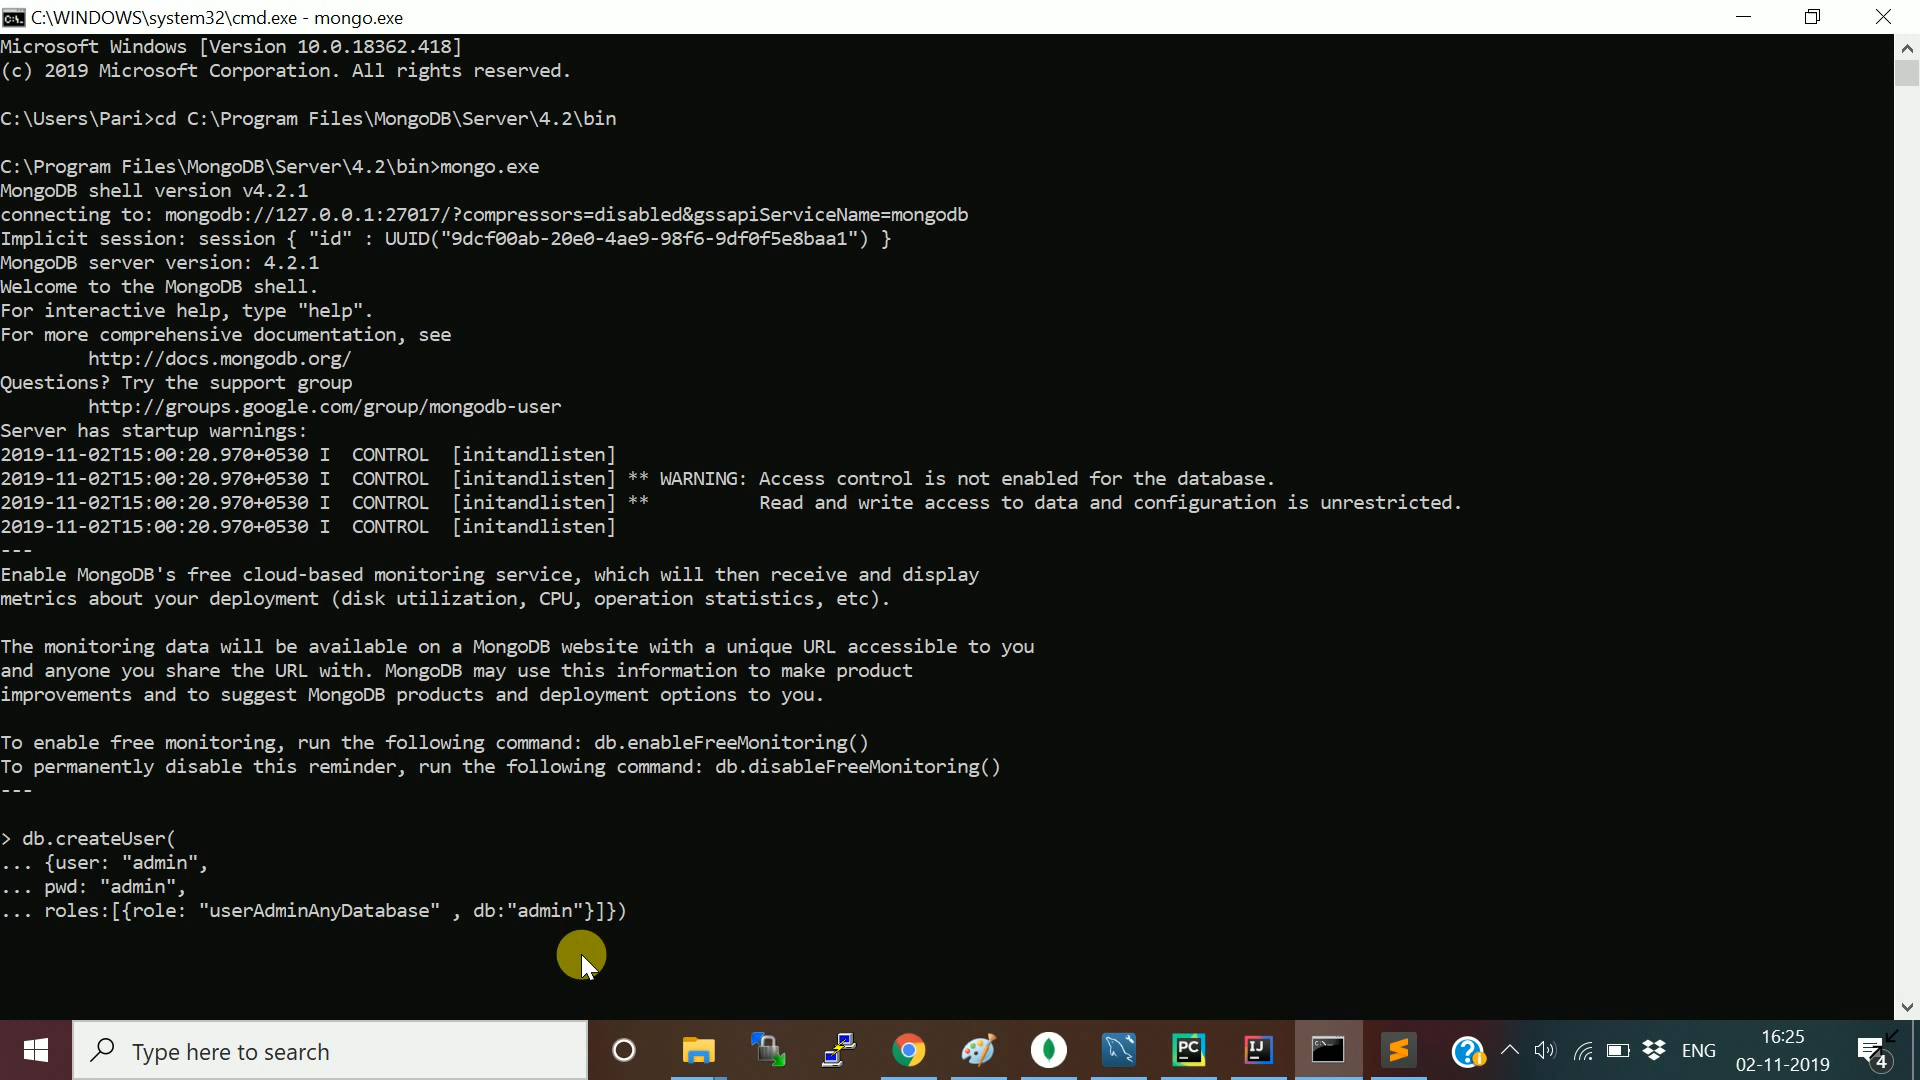 C:\WINDOWS\system32\cmd.exe - mongo.exe
Microsoft Windows [Version 10.0.18362.418]
(c) 2019 Microsoft Corporation. All rights reserved.
C:\Users\Pari>cd C:\Program Files\MongoDB\Server\4.2\bin
C:\Program Files\MongoDB\Server\4.2\bin>mongo.exe
MongoDB shell version v4.2.1
connecting to: mongodb://127.0.0.1:27017/?compressors=disabled&gssapiServiceName=mongodb
Implicit session: session { "id" : UUID("9dcf00ab-20e0-4ae9-98f6-9df0f5e8baa1") }
MongoDB server version: 4.2.1
Welcome to the MongoDB shell.
For interactive help, type "help".
For more comprehensive documentation, see
http://docs.mongodb.org/
Questions? Try the support group
http://groups.google.com/group/mongodb-user
Server has startup warnings:
2019-11-02T15:00:20.970+0530 I  CONTROL  [initandlisten]
2019-11-02T15:00:20.970+0530 I  CONTROL  [initandlisten] ** WARNING: Access control is not enabled for the database.
2019-11-02T15:00:20.970+0530 I  CONTROL  [initandlisten] **          Read and write access to data and configuration is unrestricted.
2019-11-02T15:00:20.970+0530 I  CONTROL  [initandlisten]
---
Enable MongoDB's free cloud-based monitoring service, which will then receive and display
metrics about your deployment (disk utilization, CPU, operation statistics, etc).
The monitoring data will be available on a MongoDB website with a unique URL accessible to you
and anyone you share the URL with. MongoDB may use this information to make product
improvements and to suggest MongoDB products and deployment options to you.
To enable free monitoring, run the following command: db.enableFreeMonitoring()
To permanently disable this reminder, run the following command: db.disableFreeMonitoring()
---
> db.createUser(
... {user: "admin",
... pwd: "admin",
... roles:[{role: "userAdminAnyDatabase" , db:"admin"}]})
Type here to search
PC
IJ
ENG
16:25
02-11-2019
4